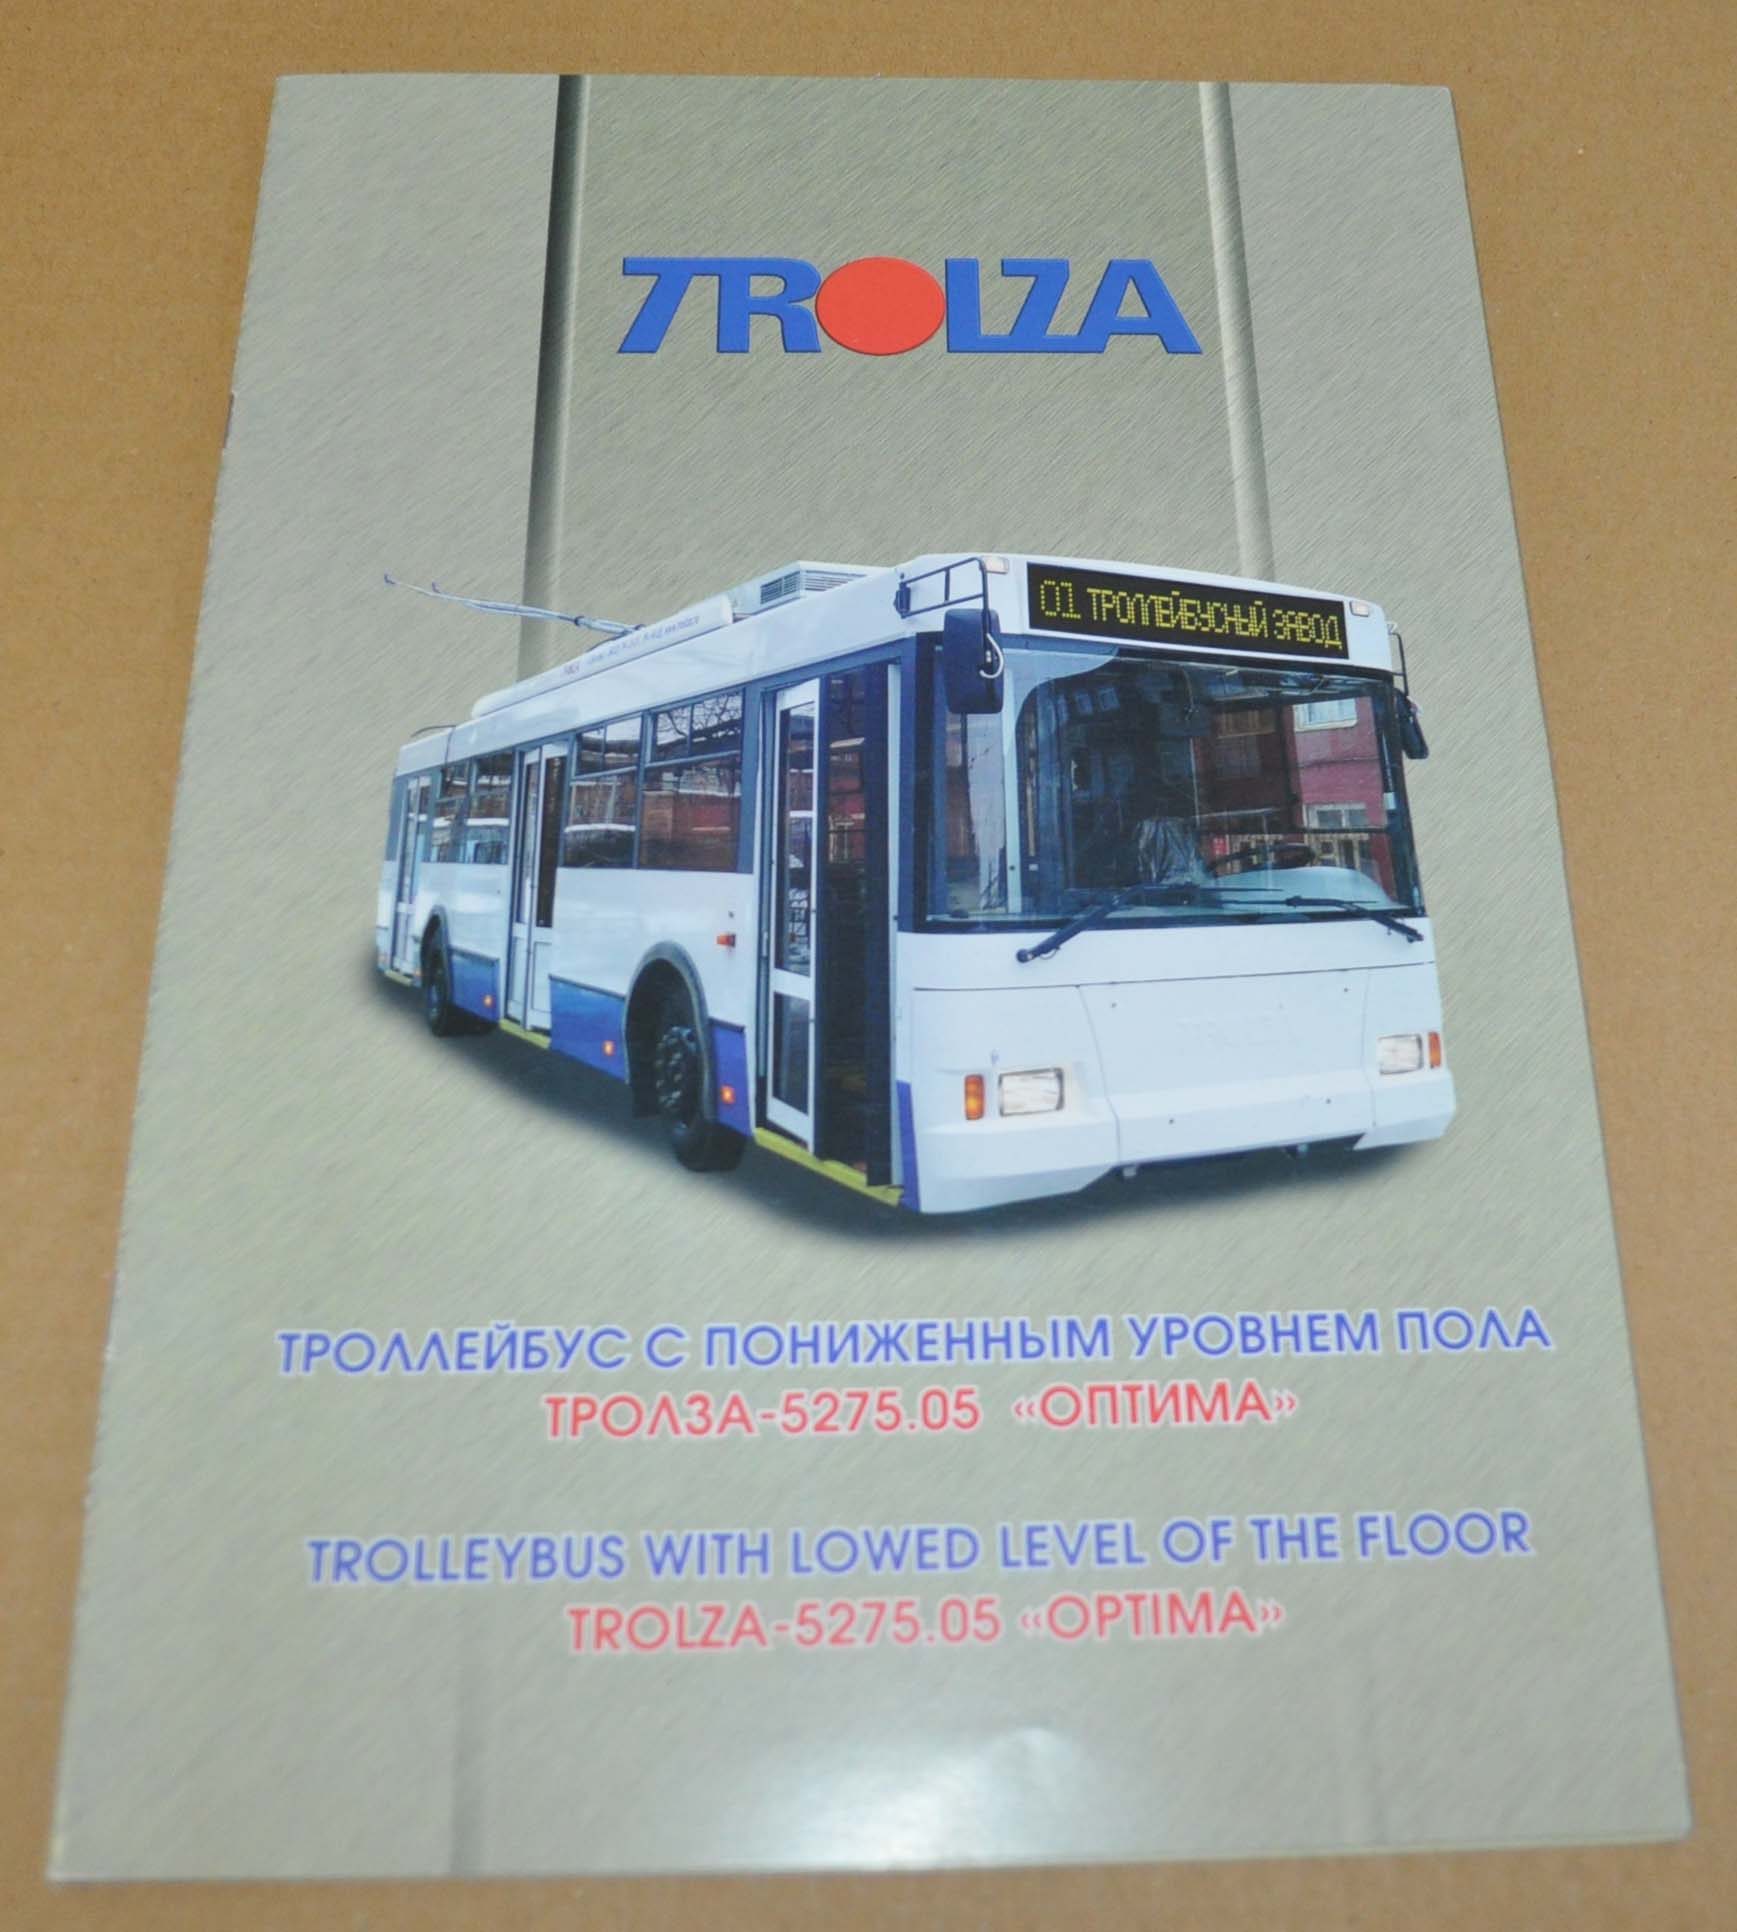 TROLZA
01 ТРОЛЛЕЙБУСНЫЙ ЗАВОД
ТРОЛЛЕЙБУС С ПОНИЖЕННЫМ УРОВНЕМ ПОЛА
ТРОЛЗА-5275.05 «ОПТИМА»
TROLLEYBUS WITH LOWED LEVEL OF THE FLOOR
TROLZA-5275.05 «OPTIMA»